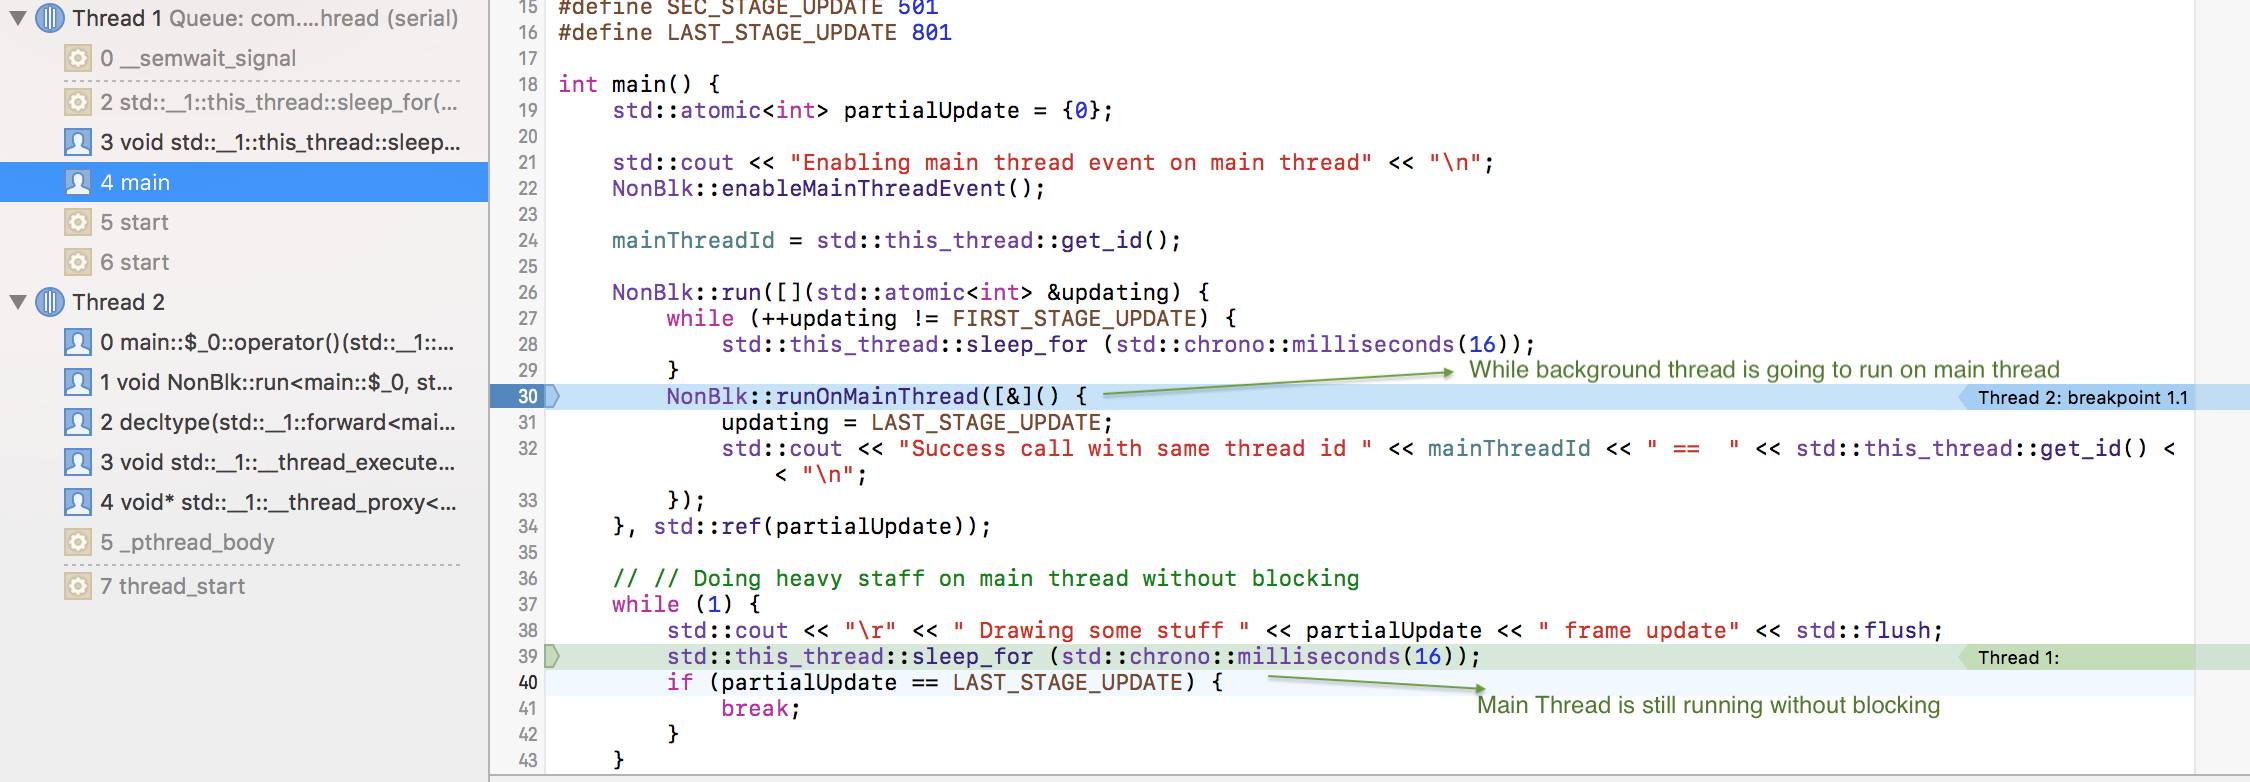 Thread 1 Queue: com....hread (serial)
0 __semwait_signal
2 std::__1::this_thread::sleep_for(...
3 void std::__1::this_thread::sleep...
4 main
5 start
6 start
Thread 2
0 main::$_0::operator()(std::__1::...
1 void NonBlk::run<main::$_0, st...
2 decltype(std::__1::forward<mai...
3 void std::__1::__thread_execute...
4 void* std::__1::__thread_proxy<...
5 _pthread_body
7 thread_start
15 #define SEC_STAGE_UPDATE 501
16 #define LAST_STAGE_UPDATE 801
17
18 int main() {
19 std::atomic<int> partialUpdate = {0};
20
21 std::cout << "Enabling main thread event on main thread" << "\n";
22 NonBlk::enableMainThreadEvent();
23
24 mainThreadId = std::this_thread::get_id();
25
26 NonBlk::run([](std::atomic<int> &updating) {
27 while (++updating != FIRST_STAGE_UPDATE) {
28 std::this_thread::sleep_for (std::chrono::milliseconds(16));
29 }
While background thread is going to run on main thread
30 NonBlk::runOnMainThread([&]() { Thread 2: breakpoint 1.1
31 updating = LAST_STAGE_UPDATE;
32 std::cout << "Success call with same thread id " << mainThreadId << " ==  " << std::this_thread::get_id() <
< "\n";
33 });
34 }, std::ref(partialUpdate));
35
36 // // Doing heavy staff on main thread without blocking
37 while (1) {
38 std::cout << "\r" << " Drawing some stuff " << partialUpdate << " frame update" << std::flush;
39 std::this_thread::sleep_for (std::chrono::milliseconds(16)); Thread 1:
40 if (partialUpdate == LAST_STAGE_UPDATE) {
Main Thread is still running without blocking
41 break;
42 }
43 }